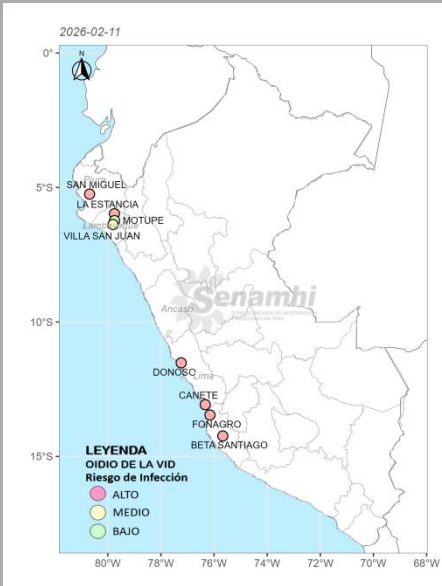 2026-02-11
N
0°
Piura
SAN MIGUEL
5°S
LA ESTANCIA
MOTUPE
Lambayeque
VILLA SAN JUAN
Senamhi
10°S
Ancash
DONOSO
Lima
CANETE
FONAGRO
BETA SANTIAGO
LEYENDA
OIDIO DE LA VID
Riesgo de Infección
ALTO
MEDIO
BAJO
15°S
80°W 78°W 76°W 74°W 72°W 70°W 68°W